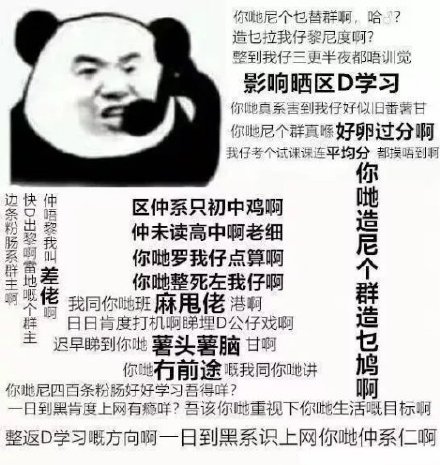 你哋尼个乜替群啊，哈♂?
造乜拉我仔黎尼度啊?
整到我仔三更半夜都唔训觉
影响晒区D学习
你哋真系害到我仔好似旧番薯甘
你哋尼个群真喺好卵过分啊
我仔考个试课课连平均分 都摸唔到啊
你哋造尼个群造乜鸠啊
仲唔黎我叫差佬啊
快D出黎啊雷地嘅个群主
边条粉肠系群主啊
区仲系只初中鸡啊
仲未读高中啊老细
你哋罗我仔点算啊
你哋整死左我仔啊
我同你哋班麻甩佬港啊
日日肯度打机啊睇埋D公仔戏啊
迟早睇到你哋薯头薯脑甘啊
你哋冇前途嘅我同你哋讲
你哋尼四百条粉肠好好学习吾得咩?
一日到黑肯度上网有瘾咩? 吾该你哋重视下你哋生活嘅目标啊
整返D学习嘅方向啊一日到黑系识上网你哋仲系仁啊